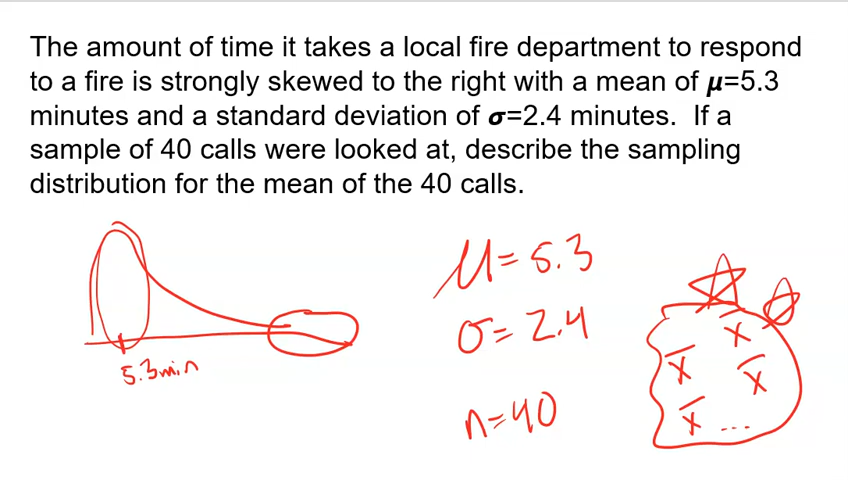 The amount of time it takes a local fire department to respond
to a fire is strongly skewed to the right with a mean of μ=5.3
minutes and a standard deviation of σ=2.4 minutes.  If a
sample of 40 calls were looked at, describe the sampling
distribution for the mean of the 40 calls.
5.3min
μ=5.3
σ=2.4
n=40
x̄
x̄
x̄
x̄ ...